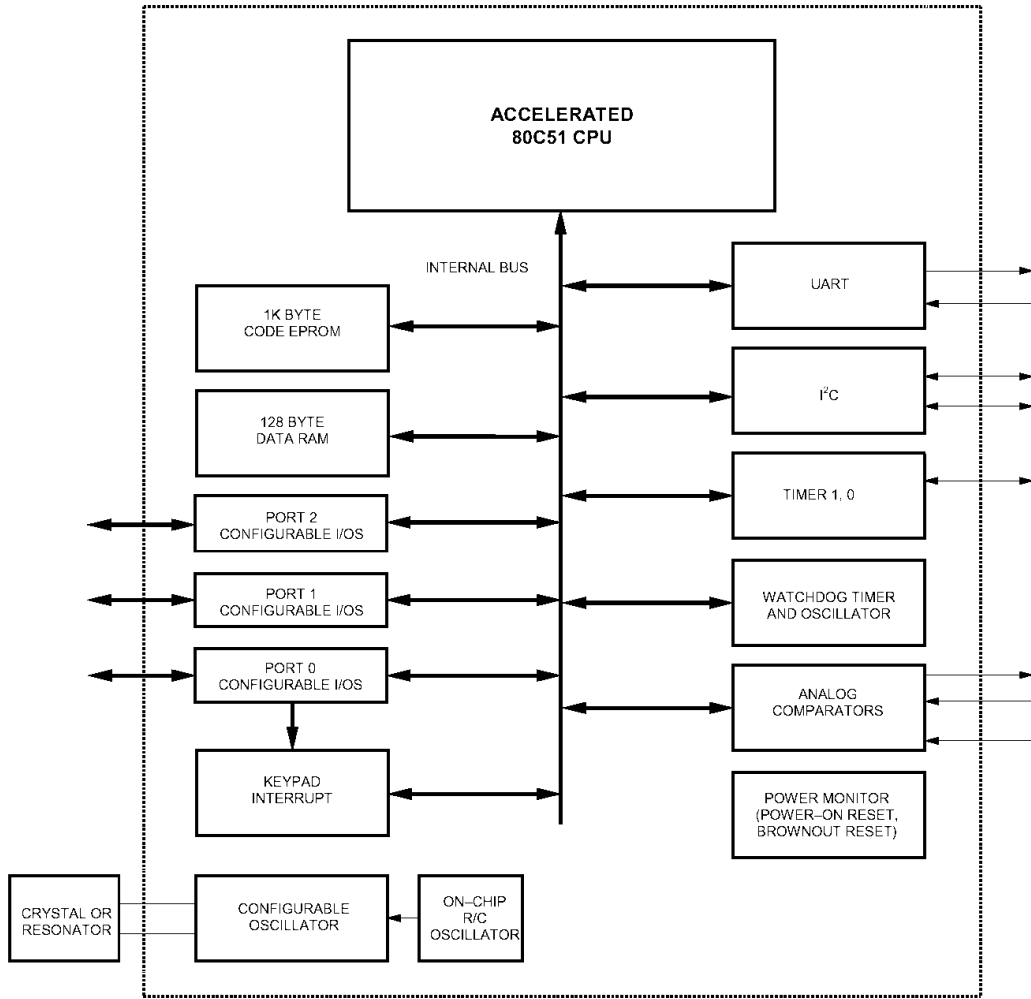 ACCELERATED
80C51 CPU
INTERNAL BUS
1K BYTE
CODE EPROM
128 BYTE
DATA RAM
PORT 2
CONFIGURABLE I/OS
PORT 1
CONFIGURABLE I/OS
PORT 0
CONFIGURABLE I/OS
KEYPAD
INTERRUPT
UART
I²C
TIMER 1, 0
WATCHDOG TIMER
AND OSCILLATOR
ANALOG
COMPARATORS
POWER MONITOR
(POWER–ON RESET,
BROWNOUT RESET)
CRYSTAL OR
RESONATOR
CONFIGURABLE
OSCILLATOR
ON–CHIP
R/C
OSCILLATOR